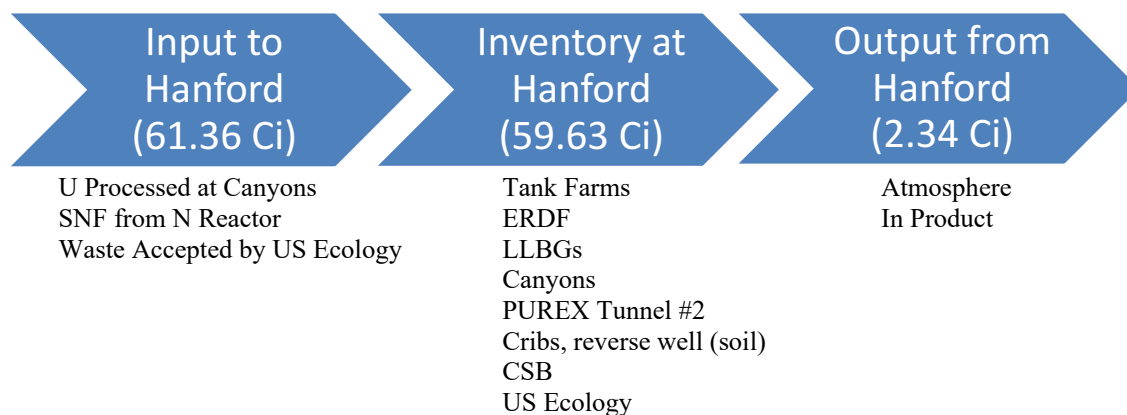 Input to
Hanford
(61.36 Ci)
U Processed at Canyons
SNF from N Reactor
Waste Accepted by US Ecology
Inventory at
Hanford
(59.63 Ci)
Tank Farms
ERDF
LLBGs
Canyons
PUREX Tunnel #2
Cribs, reverse well (soil)
CSB
US Ecology
Output from
Hanford
(2.34 Ci)
Atmosphere
In Product